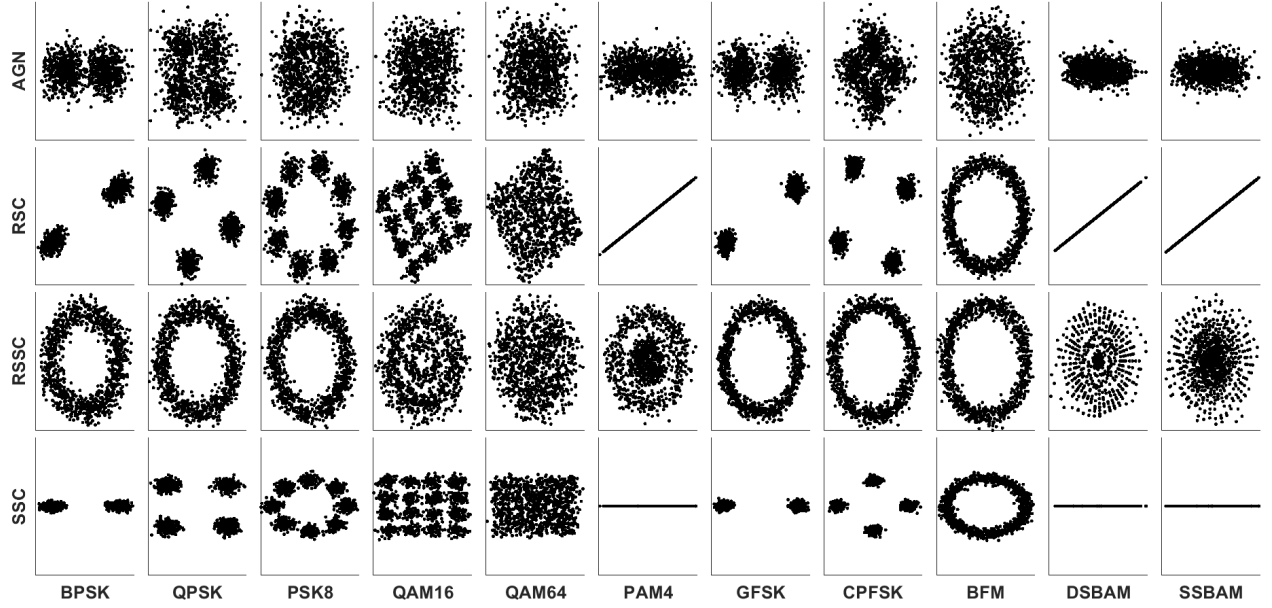 AGN
RSC
RSSC
SSC
BPSK QPSK PSK8 QAM16 QAM64 PAM4 GFSK CPFSK BFM DSBAM SSBAM